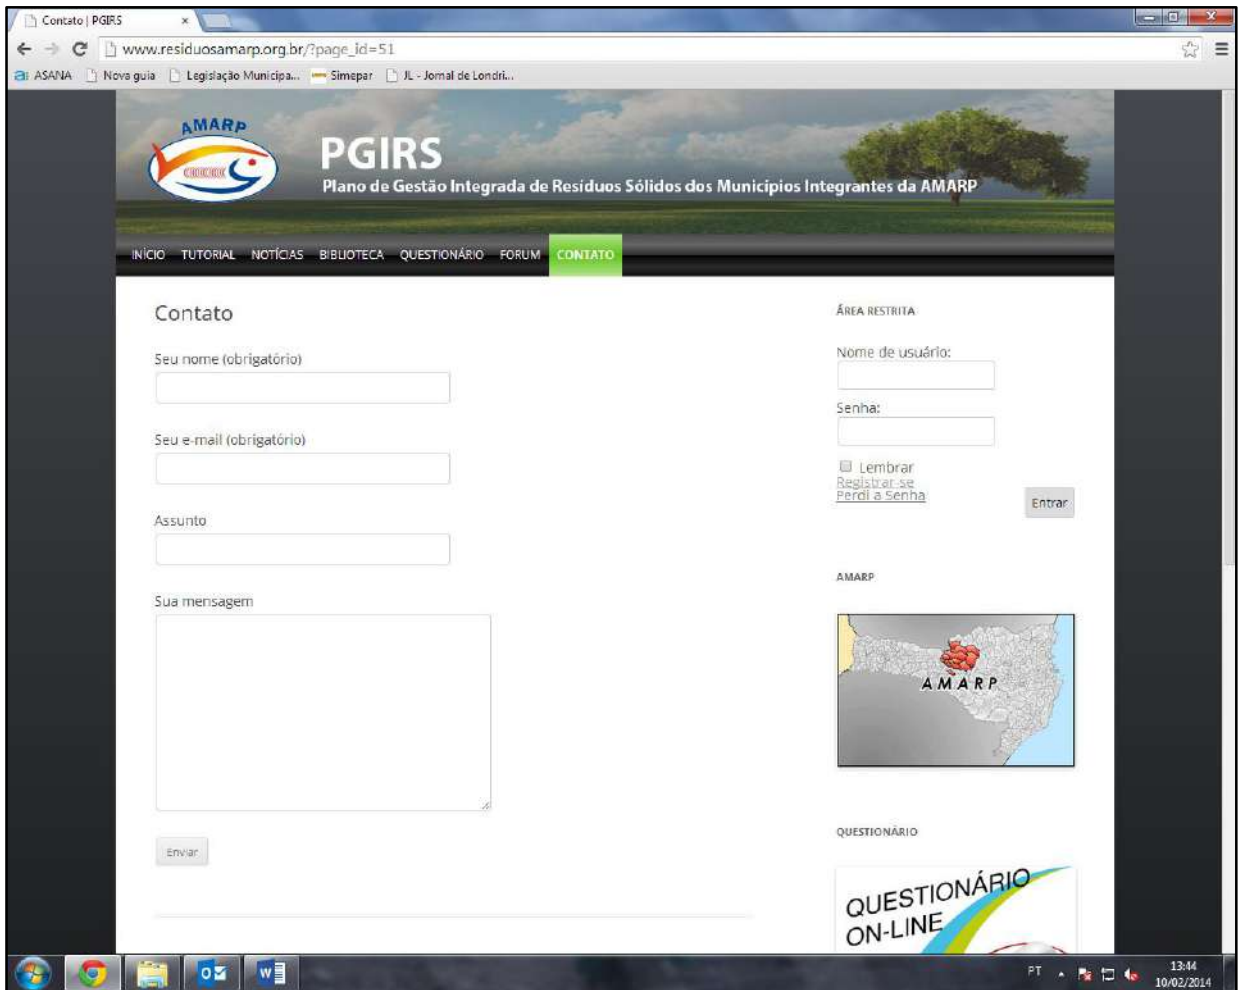 Contato | PGIRS
www.residuosamarp.org.br/?page_id=51
ASANA Nova guia Legislação Municipa... Simepar JL - Jornal de Londri...
AMARP
PGIRS
Plano de Gestão Integrada de Resíduos Sólidos dos Municípios Integrantes da AMARP
INÍCIO TUTORIAL NOTÍCIAS BIBLIOTECA QUESTIONÁRIO FORUM CONTATO
Contato
Seu nome (obrigatório)
Seu e-mail (obrigatório)
Assunto
Sua mensagem
Enviar
ÁREA RESTRITA
Nome de usuário:
Senha:
Lembrar
Registrar-se
Perdi a Senha
Entrar
AMARP
AMARP
QUESTIONÁRIO
QUESTIONÁRIO
ON-LINE
PT
13:44
10/02/2014